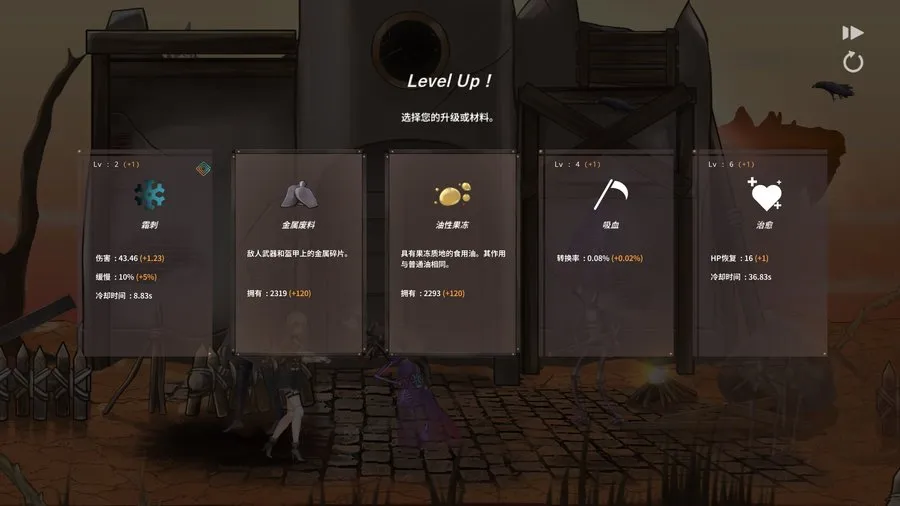 Level Up !
选择您的升级或材料。
Lv : 2 (+1)
霜刺
伤害 : 43.46 (+1.23)
缓慢 : 10% (+5%)
冷却时间 : 8.83s
金属废料
敌人武器和盔甲上的金属碎片。
拥有 : 2319 (+120)
油性果冻
具有果冻质地的食用油。其作用
与普通油相同。
拥有 : 2293 (+120)
Lv : 4 (+1)
吸血
转换率 : 0.08% (+0.02%)
Lv : 6 (+1)
治愈
HP恢复 : 16 (+1)
冷却时间 : 36.83s